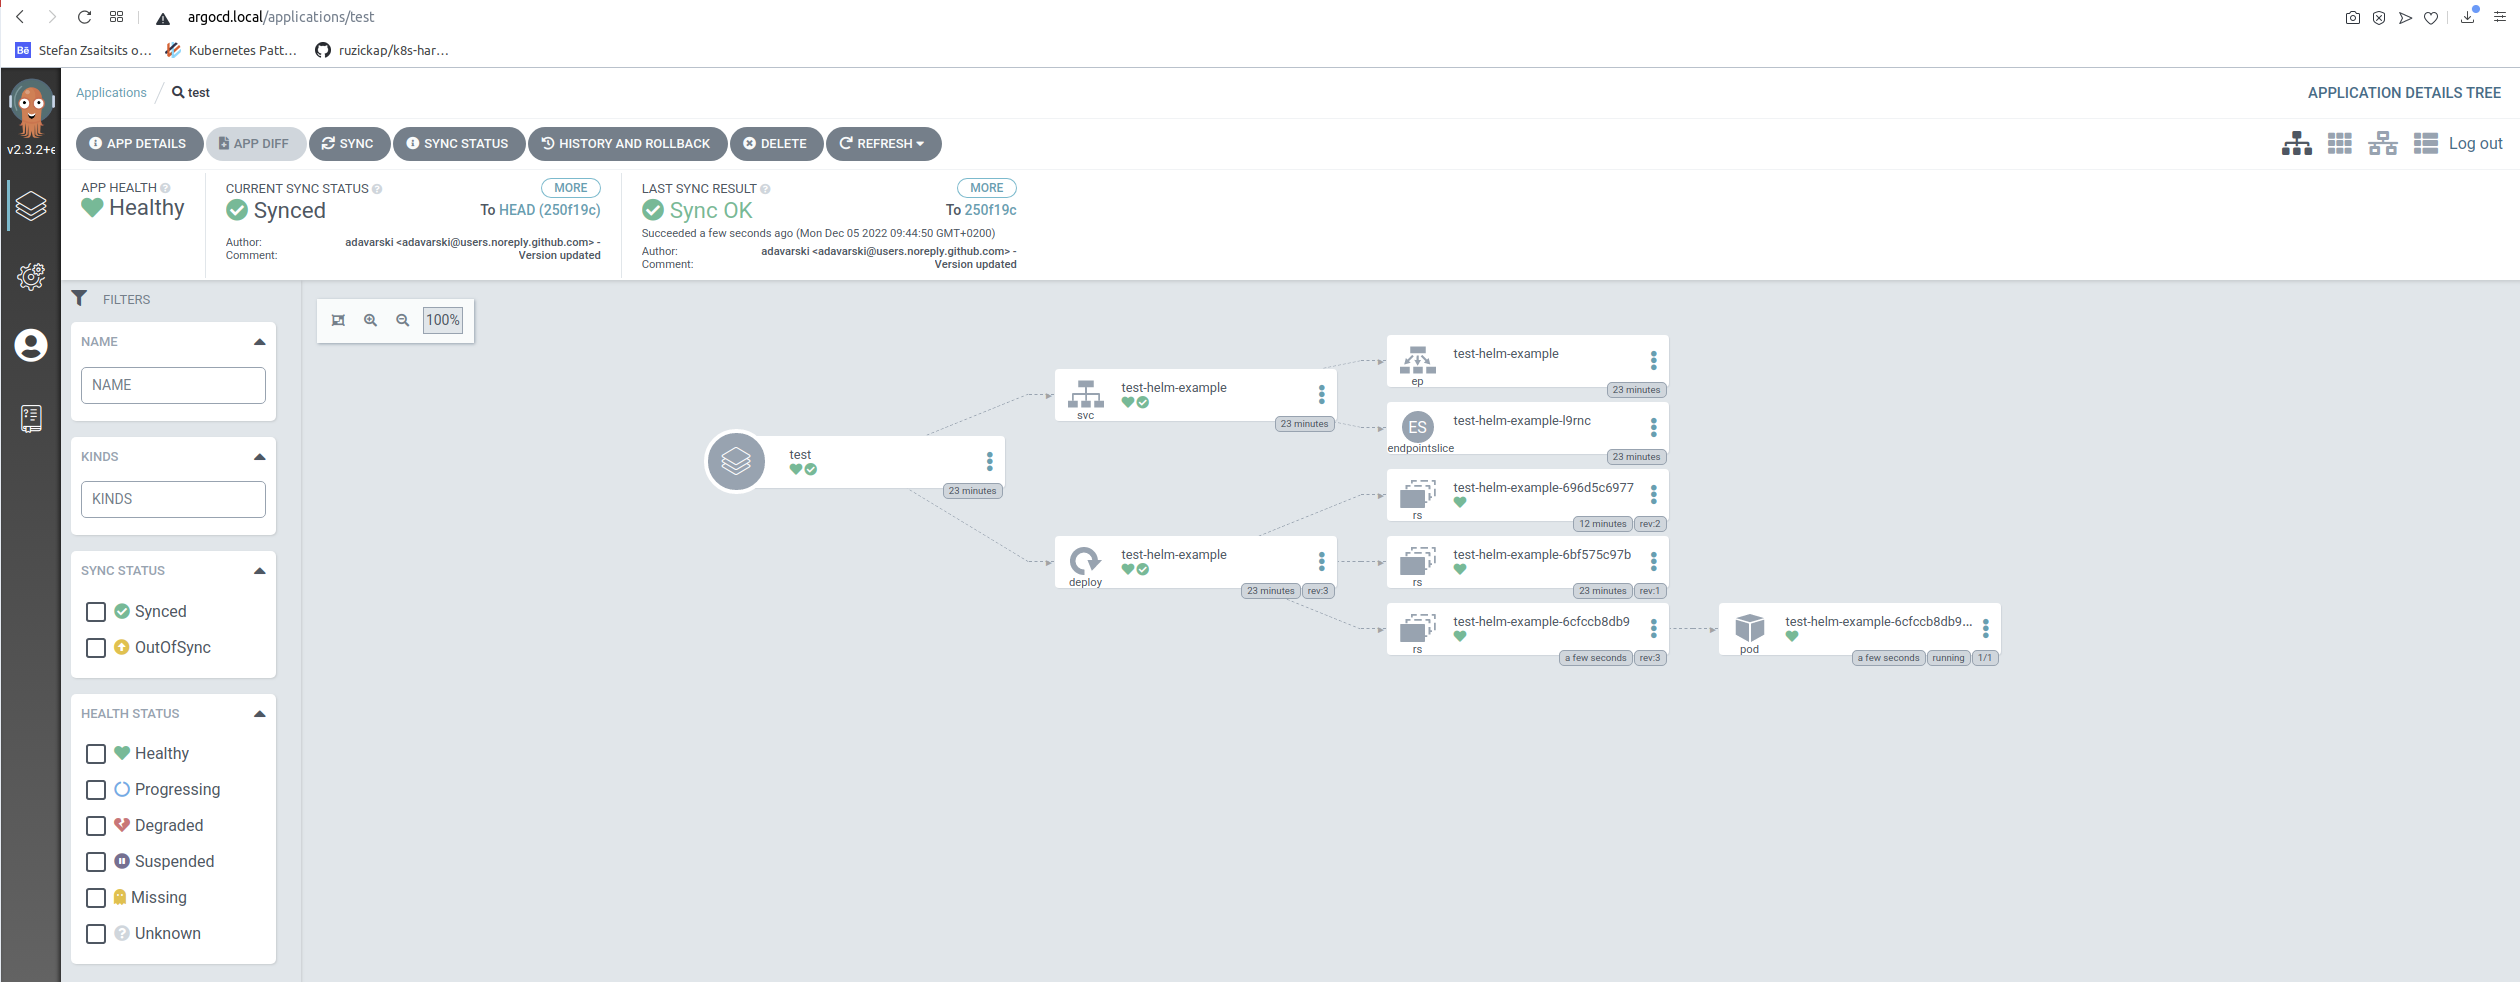 argocd.local/applications/test
Bē Stefan Zsaitsits o... Kubernetes Patt... ruzickap/k8s-har...
v2.3.2+e
Applications / test
APPLICATION DETAILS TREE
APP DETAILS APP DIFF SYNC SYNC STATUS HISTORY AND ROLLBACK DELETE REFRESH
Log out
APP HEALTH
Healthy
CURRENT SYNC STATUS MORE
Synced To HEAD (250f19c)
Author: adavarski <adavarski@users.noreply.github.com> -
Comment: Version updated
LAST SYNC RESULT MORE
Sync OK To 250f19c
Succeeded a few seconds ago (Mon Dec 05 2022 09:44:50 GMT+0200)
Author: adavarski <adavarski@users.noreply.github.com> -
Comment: Version updated
FILTERS
NAME
NAME
KINDS
KINDS
SYNC STATUS
Synced
OutOfSync
HEALTH STATUS
Healthy
Progressing
Degraded
Suspended
Missing
Unknown
100%
test
23 minutes
test-helm-example
svc
23 minutes
test-helm-example
deploy
23 minutes rev:3
test-helm-example
ep
23 minutes
ES test-helm-example-l9rnc
endpointslice
23 minutes
test-helm-example-696d5c6977
rs
12 minutes rev:2
test-helm-example-6bf575c97b
rs
23 minutes rev:1
test-helm-example-6cfccb8db9
rs
a few seconds rev:3
test-helm-example-6cfccb8db9...
pod
a few seconds running 1/1